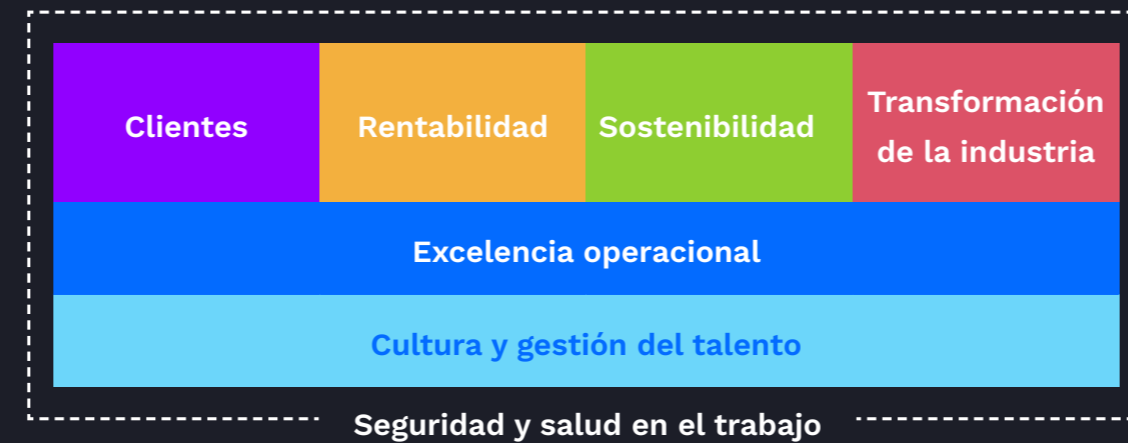 Clientes
Rentabilidad
Sostenibilidad
Transformación
de la industria
Excelencia operacional
Cultura y gestión del talento
Seguridad y salud en el trabajo